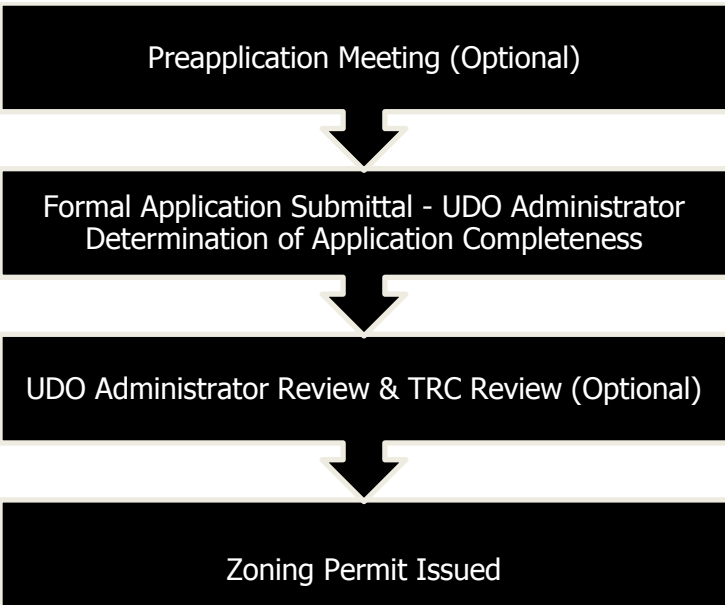 Preapplication Meeting (Optional)
Formal Application Submittal - UDO Administrator
Determination of Application Completeness
UDO Administrator Review & TRC Review (Optional)
Zoning Permit Issued